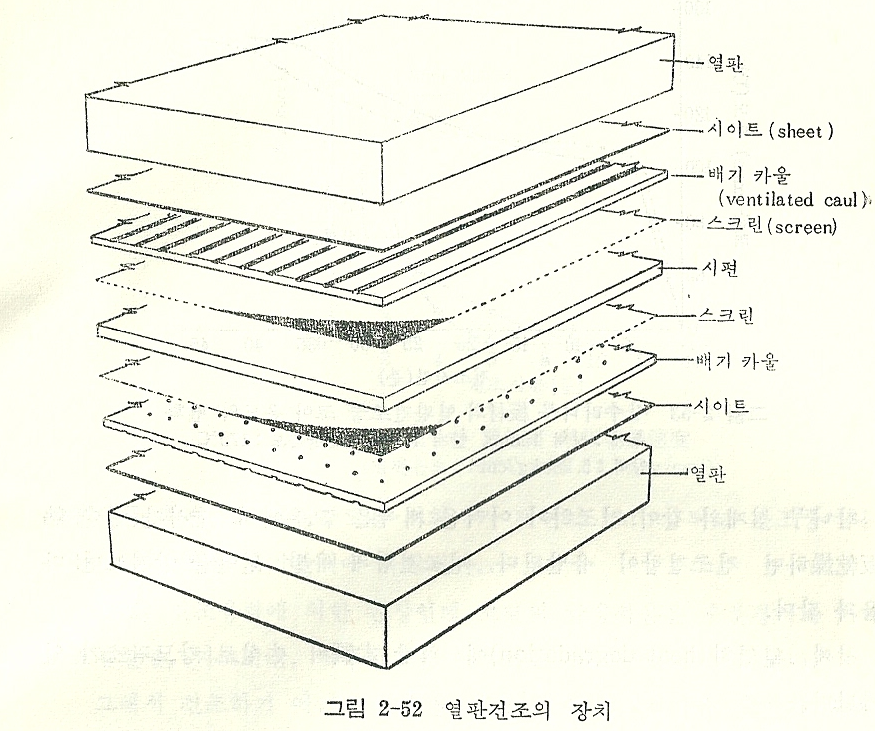 열판
시이트(sheet)
배기 카울
(ventilated caul)
스크린(screen)
시편
스크린
배기 카울
시이트
열판
그림 2-52 열판건조의 장치